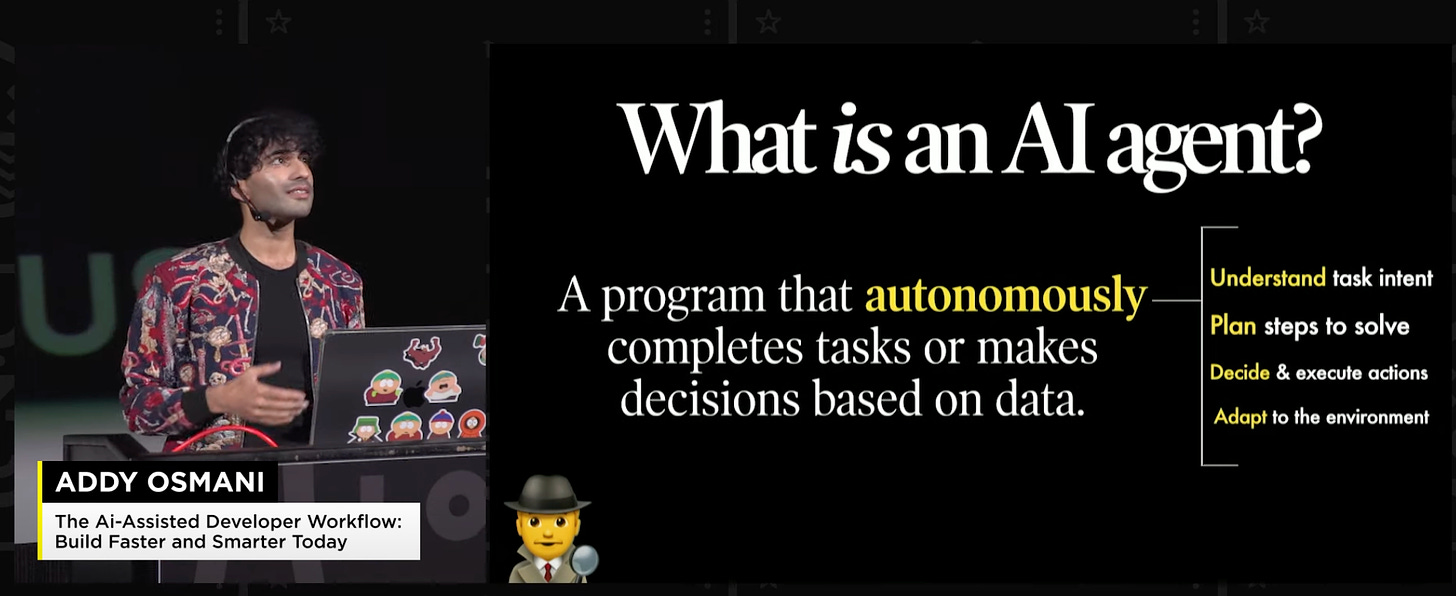 What is an AI agent?
A program that autonomously
completes tasks or makes
decisions based on data.
Understand task intent
Plan steps to solve
Decide & execute actions
Adapt to the environment
ADDY OSMANI
The Ai-Assisted Developer Workflow:
Build Faster and Smarter Today